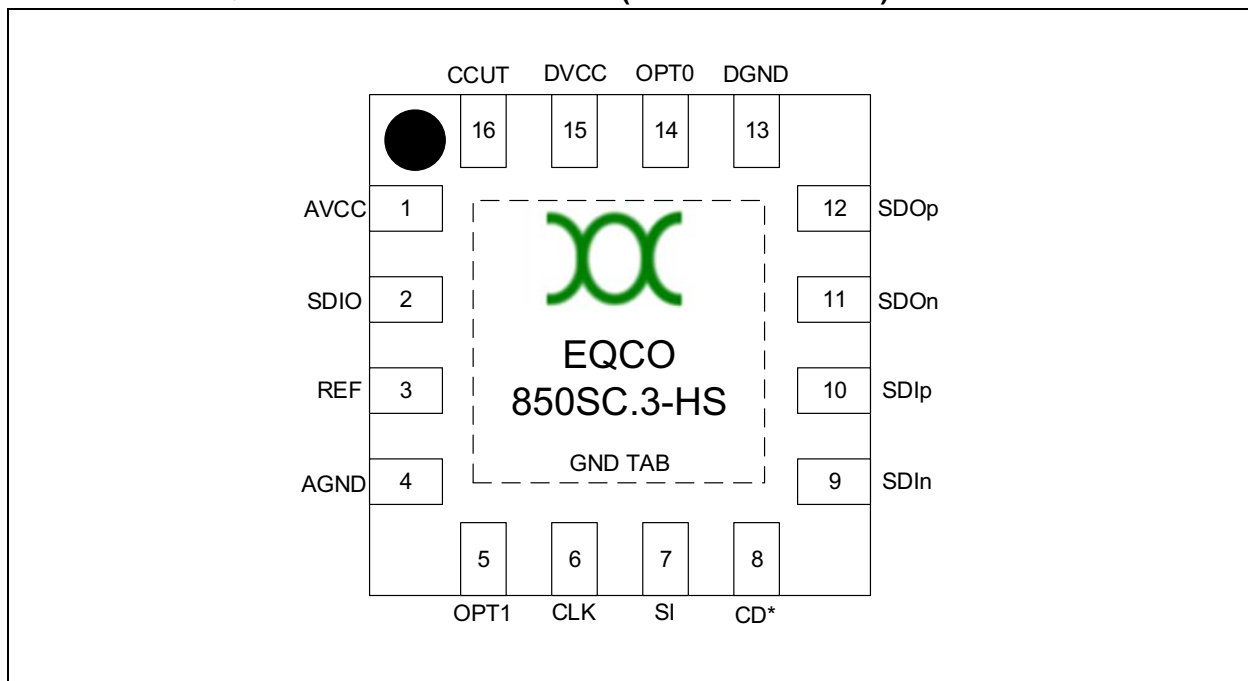 CCUT DVCC OPT0 DGND
16 15 14 13
AVCC 1 12 SDOp
SDIO 2 11 SDOn
EQCO
850SC.3-HS
REF 3 10 SDIp
GND TAB
AGND 4 9 SDIn
5 6 7 8
OPT1 CLK SI CD*